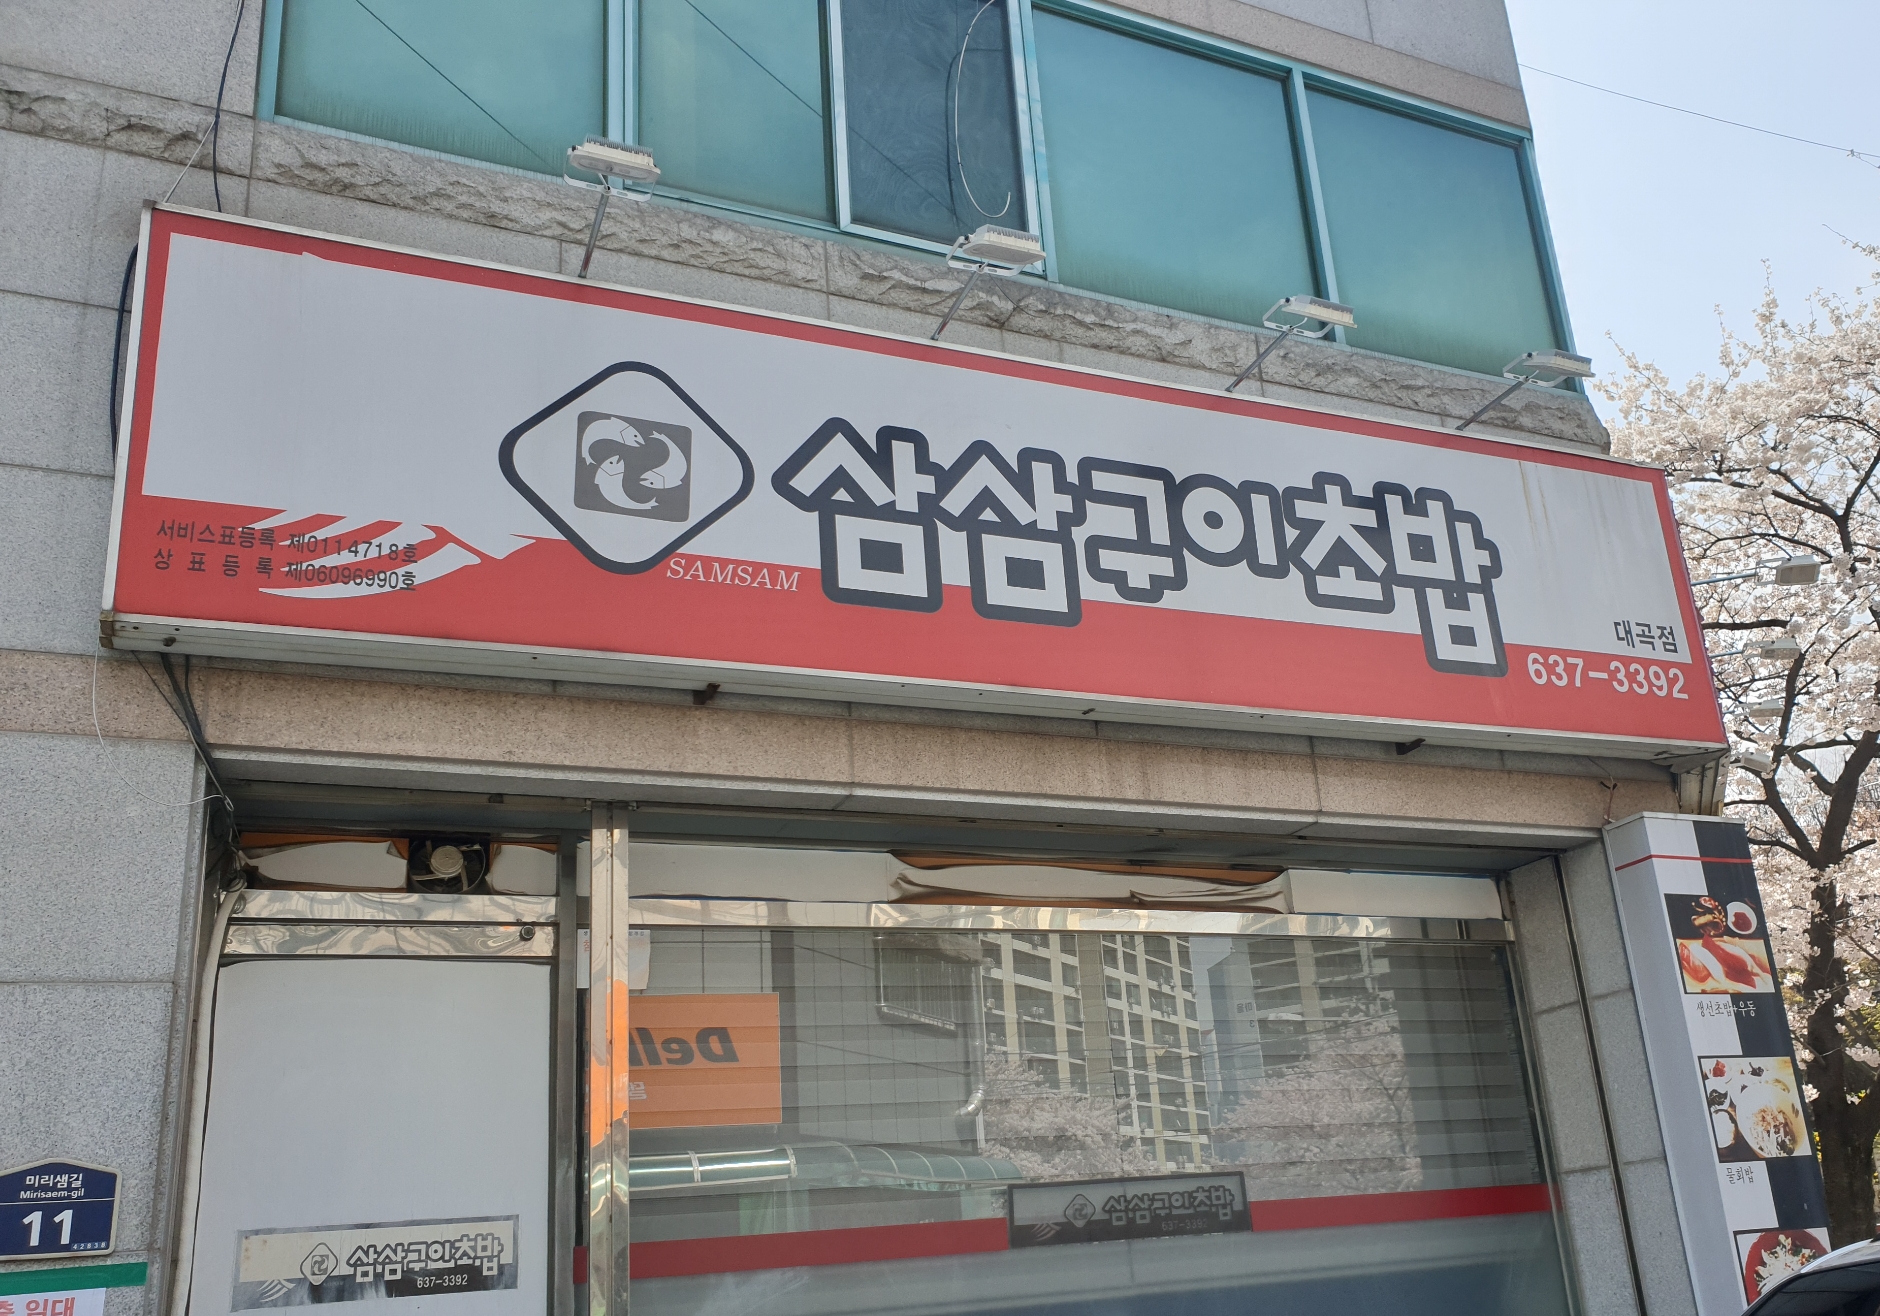 서비스표등록 제0114718호
상 표 등 록 제06096990호
SAMSAM
삼삼구이초밥
대곡점
637-3392
생선초밥+우동
물회밥
미리샘길
Mirisaem-gil
11
42838
임대
삼삼구이초밥
637-3392
삼삼구이초밥
637-3392